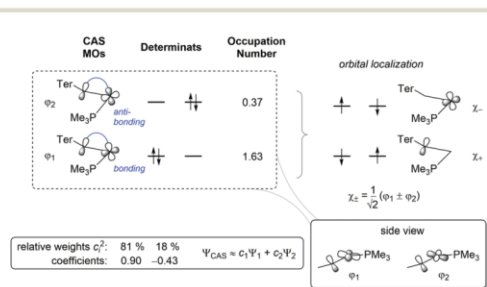 CAS
MOs
Determinats
Occupation
Number
orbital localization
Ter
φ2
Me3P
anti-
bonding
0.37
Ter
Me3P
χ–
Ter
φ1
Me3P
bonding
1.63
Ter
Me3P
χ+
χ± = 1/√2 (φ1 ± φ2)
relative weights ci2: 81 % 18 %
coefficients: 0.90 –0.43
ΨCAS ≈ c1Ψ1 + c2Ψ2
side view
PMe3
PMe3
φ1
φ2